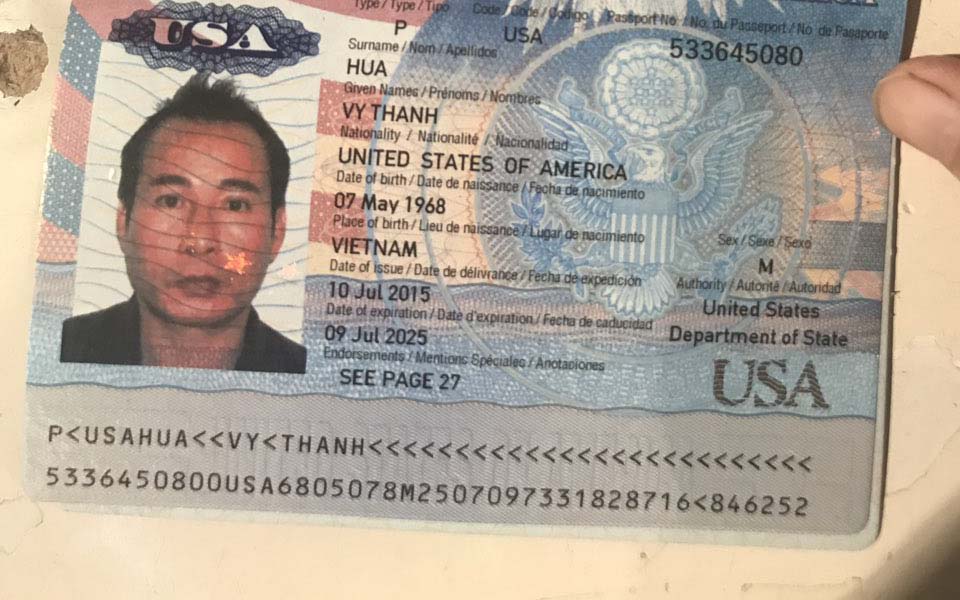 USA
Type / Type / Tipo Code / Code / Codigo Passport No. / No. du Passeport / No. de Pasaporte
P USA 533645080
Surname / Nom / Apellidos
HUA
Given Names / Prénoms / Nombres
VY THANH
Nationality / Nationalité / Nacionalidad
UNITED STATES OF AMERICA
Date of birth / Date de naissance / Fecha de nacimiento
07 May 1968
Place of birth / Lieu de naissance / Lugar de nacimiento Sex / Sexe / Sexo
VIETNAM M
Date of issue / Date de délivrance / Fecha de expedición Authority / Autorité / Autoridad
10 Jul 2015 United States
Date of expiration / Date d'expiration / Fecha de caducidad Department of State
09 Jul 2025
Endorsements / Mentions Spéciales / Anotaciones
SEE PAGE 27 USA
P<USAHUA<<VY<THANH<<<<<<<<<<<<<<<<<<<<<<<<<<
5336450800USA6805078M2507097331828716<846252